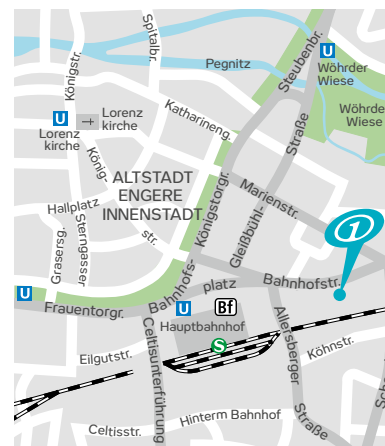 Spitalbr.
Königstr.
Pegnitz
Steubenbr.
U
Wöhrder
Wiese
U
Lorenz
kirche
Lorenz
kirche
Katharineng.
Straße
Wöhrder
Wiese
König-
str.
ALTSTADT
ENGERE
INNENSTADT
Hallplatz
Sterngasser
Grasersg.
Marienstr.
Königstorgr.
Gleißbühl-
1
U
Frauentorgr.
Bahnhofs-
platz
Bahnhofstr.
U
Bf
Hauptbahnhof
S
Celtisunterführung
Allersberger
Straße
Eilgutstr.
Köhnstr.
Hinterm Bahnhof
Celtisstr.